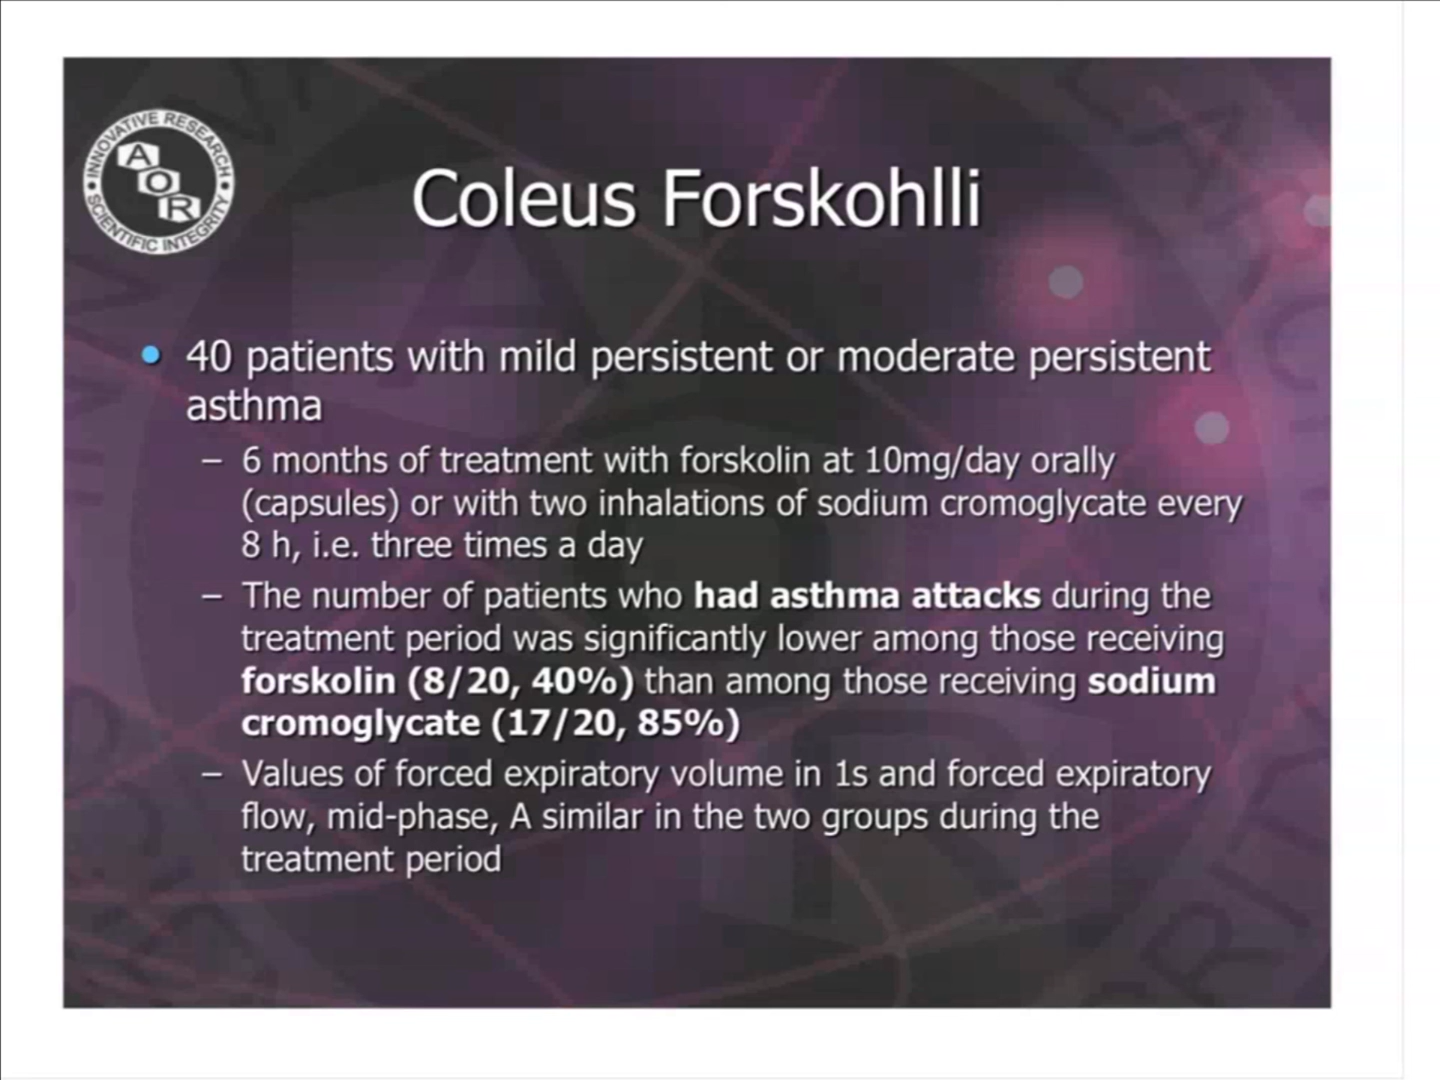 INNOVATIVE RESEARCH
A
O
R
SCIENTIFIC INTEGRITY
Coleus Forskohlli
• 40 patients with mild persistent or moderate persistent
asthma
– 6 months of treatment with forskolin at 10mg/day orally
(capsules) or with two inhalations of sodium cromoglycate every
8 h, i.e. three times a day
– The number of patients who had asthma attacks during the
treatment period was significantly lower among those receiving
forskolin (8/20, 40%) than among those receiving sodium
cromoglycate (17/20, 85%)
– Values of forced expiratory volume in 1s and forced expiratory
flow, mid-phase, A similar in the two groups during the
treatment period